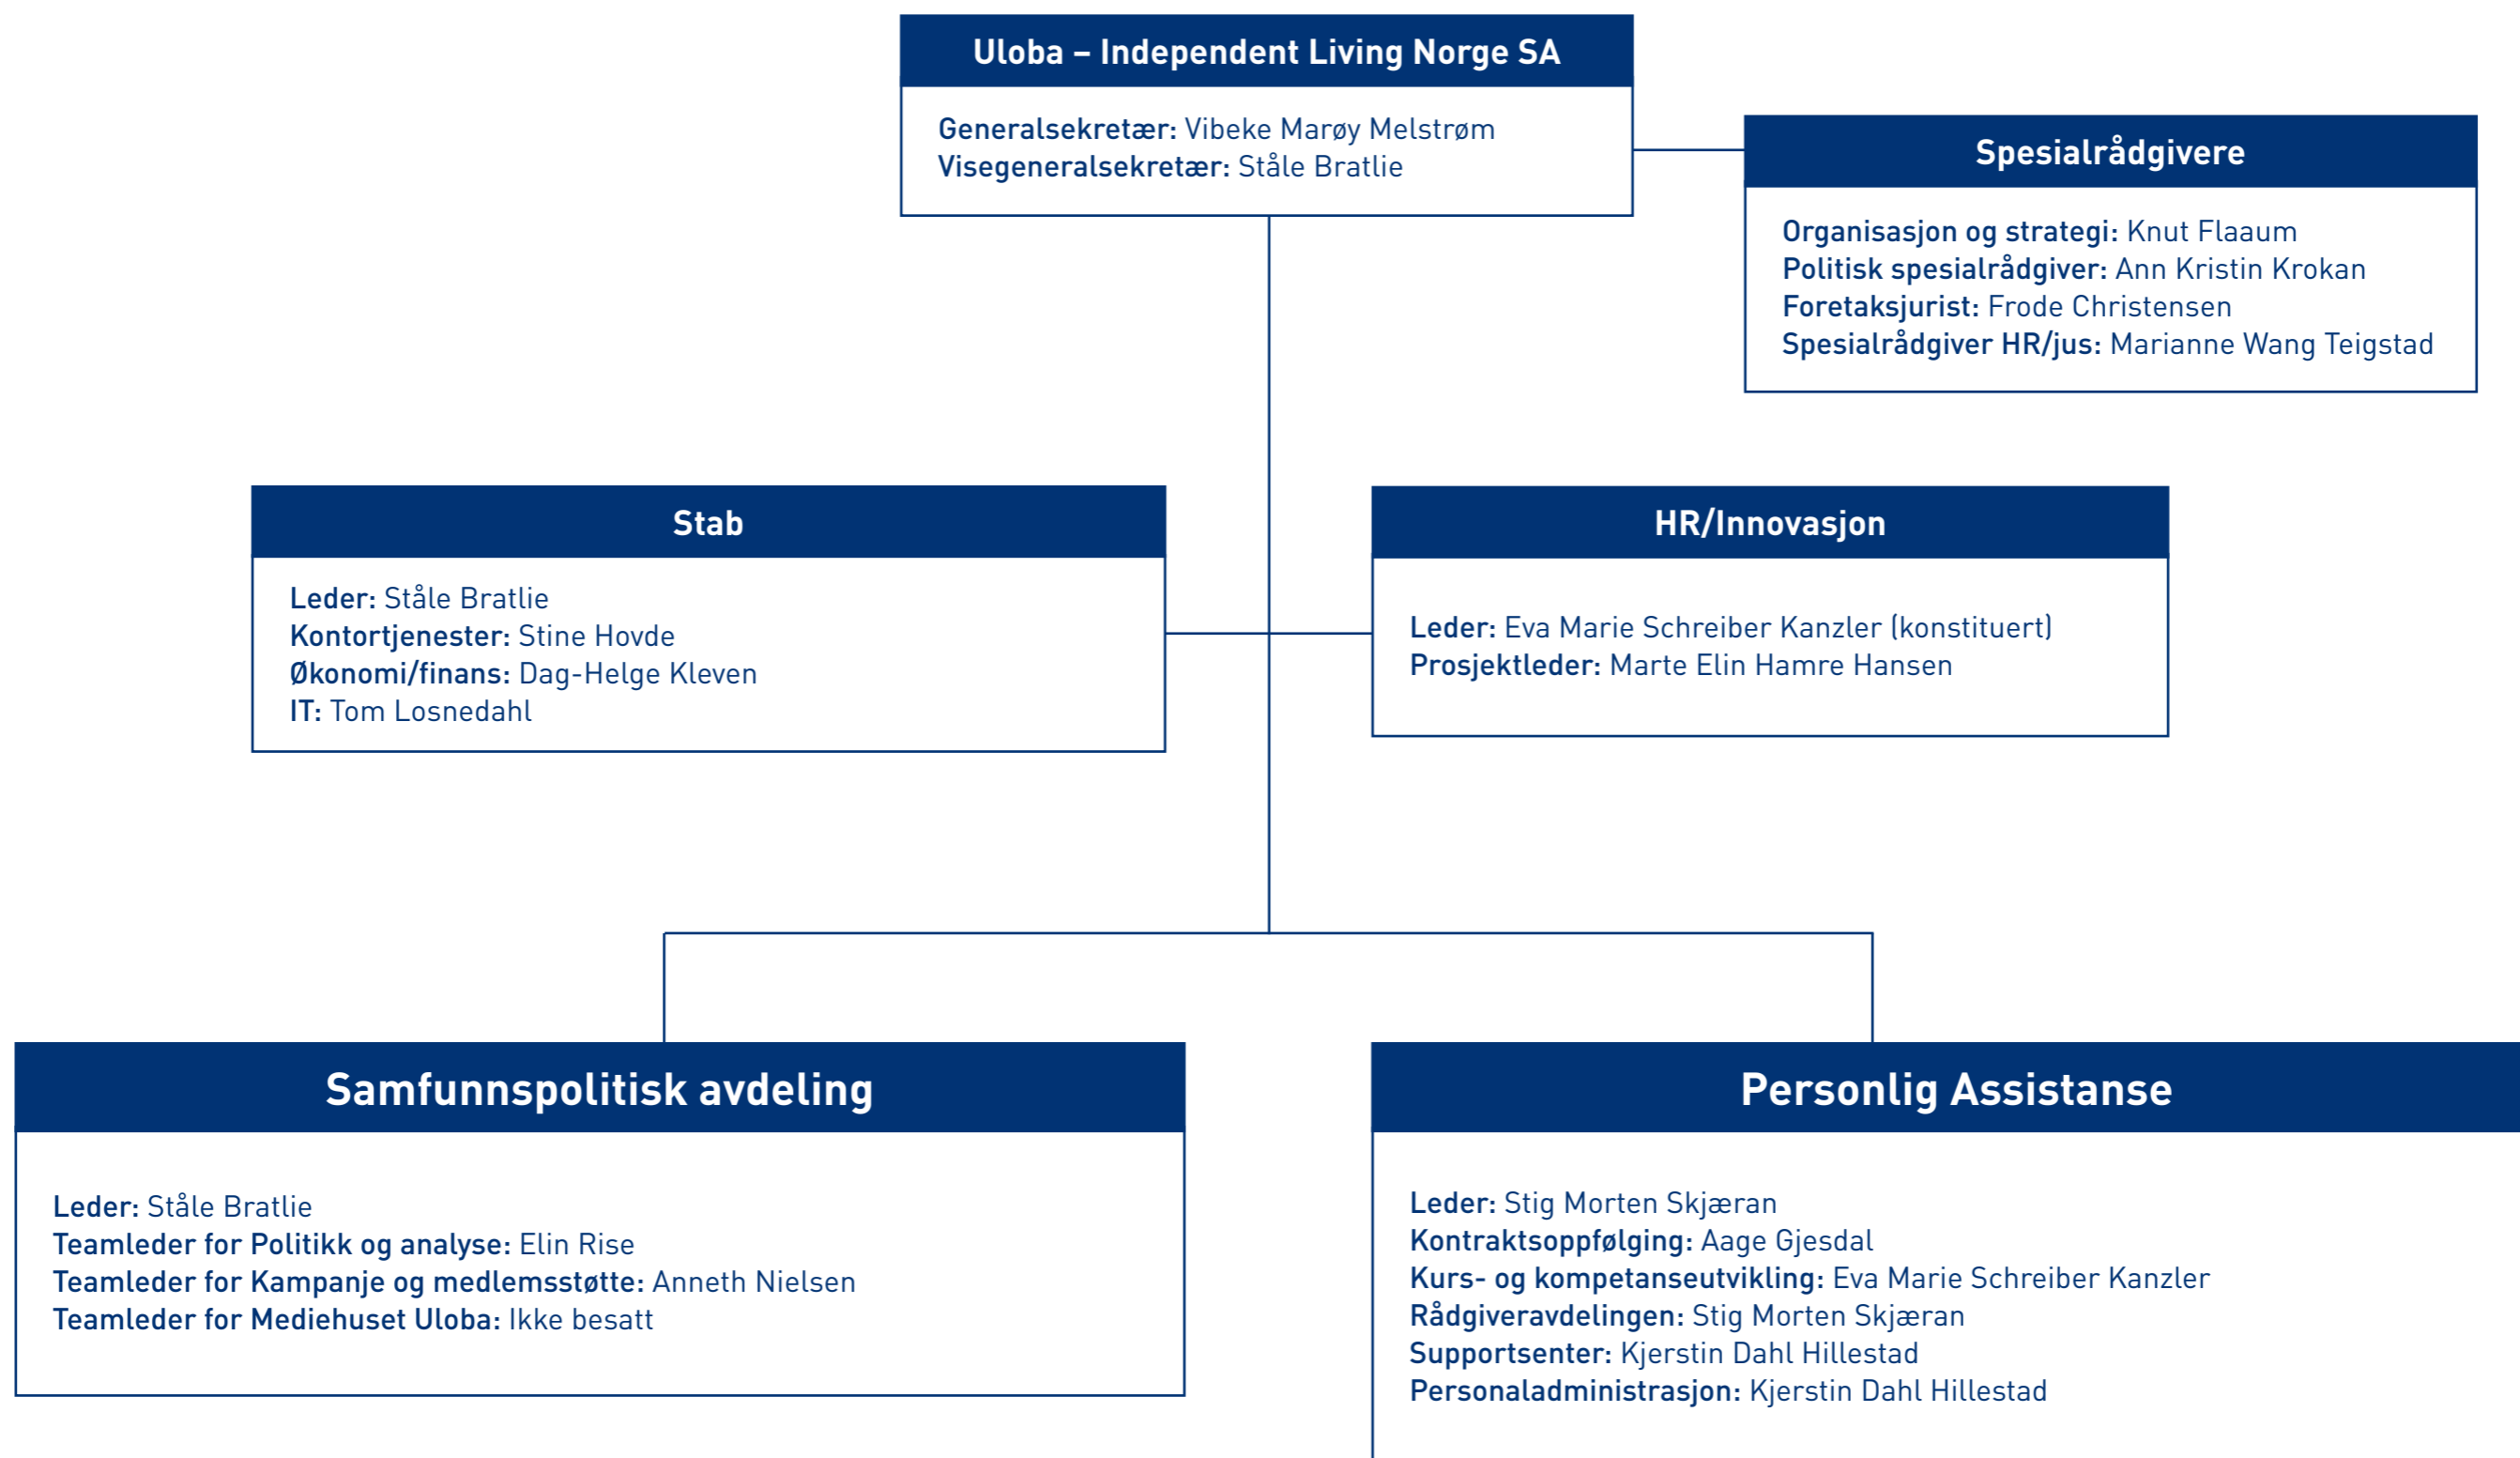 Uloba – Independent Living Norge SA
Generalsekretær: Vibeke Marøy Melstrøm
Visegeneralsekretær: Ståle Bratlie
Spesialrådgivere
Organisasjon og strategi: Knut Flaaum
Politisk spesialrådgiver: Ann Kristin Krokan
Foretaksjurist: Frode Christensen
Spesialrådgiver HR/jus: Marianne Wang Teigstad
Stab
Leder: Ståle Bratlie
Kontortjenester: Stine Hovde
Økonomi/finans: Dag-Helge Kleven
IT: Tom Losnedahl
HR/Innovasjon
Leder: Eva Marie Schreiber Kanzler (konstituert)
Prosjektleder: Marte Elin Hamre Hansen
Samfunnspolitisk avdeling
Leder: Ståle Bratlie
Teamleder for Politikk og analyse: Elin Rise
Teamleder for Kampanje og medlemsstøtte: Anneth Nielsen
Teamleder for Mediehuset Uloba: Ikke besatt
Personlig Assistanse
Leder: Stig Morten Skjæran
Kontraktsoppfølging: Aage Gjesdal
Kurs- og kompetanseutvikling: Eva Marie Schreiber Kanzler
Rådgiveravdelingen: Stig Morten Skjæran
Supportsenter: Kjerstin Dahl Hillestad
Personaladministrasjon: Kjerstin Dahl Hillestad